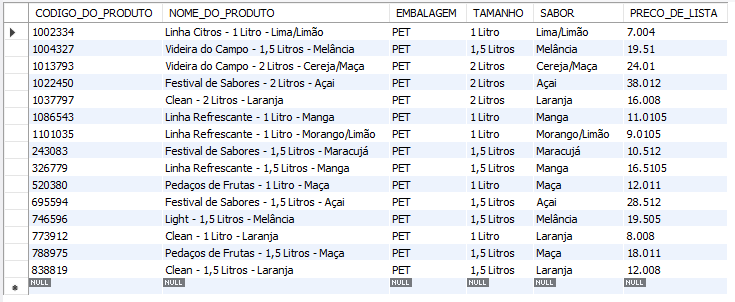 CODIGO_DO_PRODUTO NOME_DO_PRODUTO EMBALAGEM TAMANHO SABOR PRECO_DE_LISTA
1002334 Linha Citros - 1 Litro - Lima/Limão PET 1 Litro Lima/Limão 7.004
1004327 Videira do Campo - 1,5 Litros - Melância PET 1,5 Litros Melância 19.51
1013793 Videira do Campo - 2 Litros - Cereja/Maça PET 2 Litros Cereja/Maça 24.01
1022450 Festival de Sabores - 2 Litros - Açai PET 2 Litros Açai 38.012
1037797 Clean - 2 Litros - Laranja PET 2 Litros Laranja 16.008
1086543 Linha Refrescante - 1 Litro - Manga PET 1 Litro Manga 11.0105
1101035 Linha Refrescante - 1 Litro - Morango/Limão PET 1 Litro Morango/Limão 9.0105
243083 Festival de Sabores - 1,5 Litros - Maracujá PET 1,5 Litros Maracujá 10.512
326779 Linha Refrescante - 1,5 Litros - Manga PET 1,5 Litros Manga 16.5105
520380 Pedaços de Frutas - 1 Litro - Maça PET 1 Litro Maça 12.011
695594 Festival de Sabores - 1,5 Litros - Açai PET 1,5 Litros Açai 28.512
746596 Light - 1,5 Litros - Melância PET 1,5 Litros Melância 19.505
773912 Clean - 1 Litro - Laranja PET 1 Litro Laranja 8.008
788975 Pedaços de Frutas - 1,5 Litros - Maça PET 1,5 Litros Maça 18.011
838819 Clean - 1,5 Litros - Laranja PET 1,5 Litros Laranja 12.008
NULL NULL NULL NULL NULL NULL